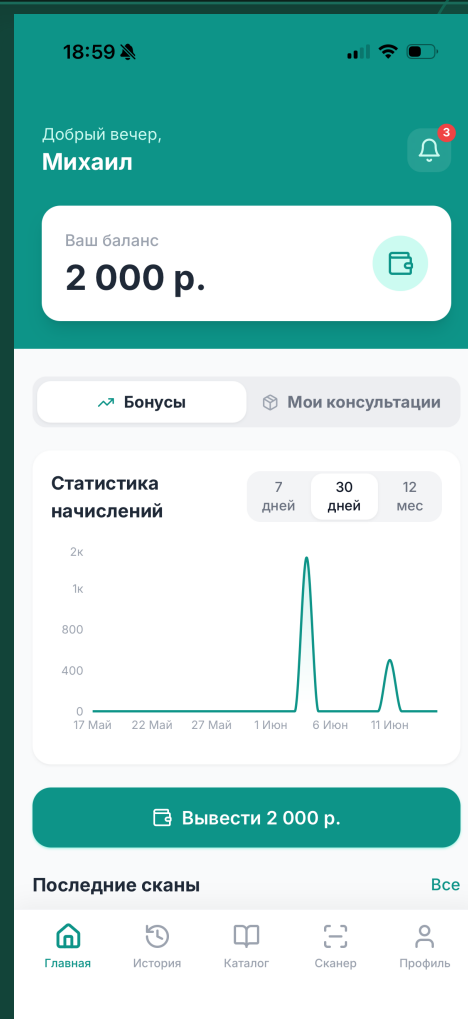 18:59
Добрый вечер,
Михаил
3
Ваш баланс
2 000 р.
Бонусы
Мои консультации
Статистика
начислений
7
дней
30
дней
12
мес
2к
1к
800
400
0
17 Май
22 Май
27 Май
1 Июн
6 Июн
11 Июн
Вывести 2 000 р.
Последние сканы
Все
Главная
История
Каталог
Сканер
Профиль